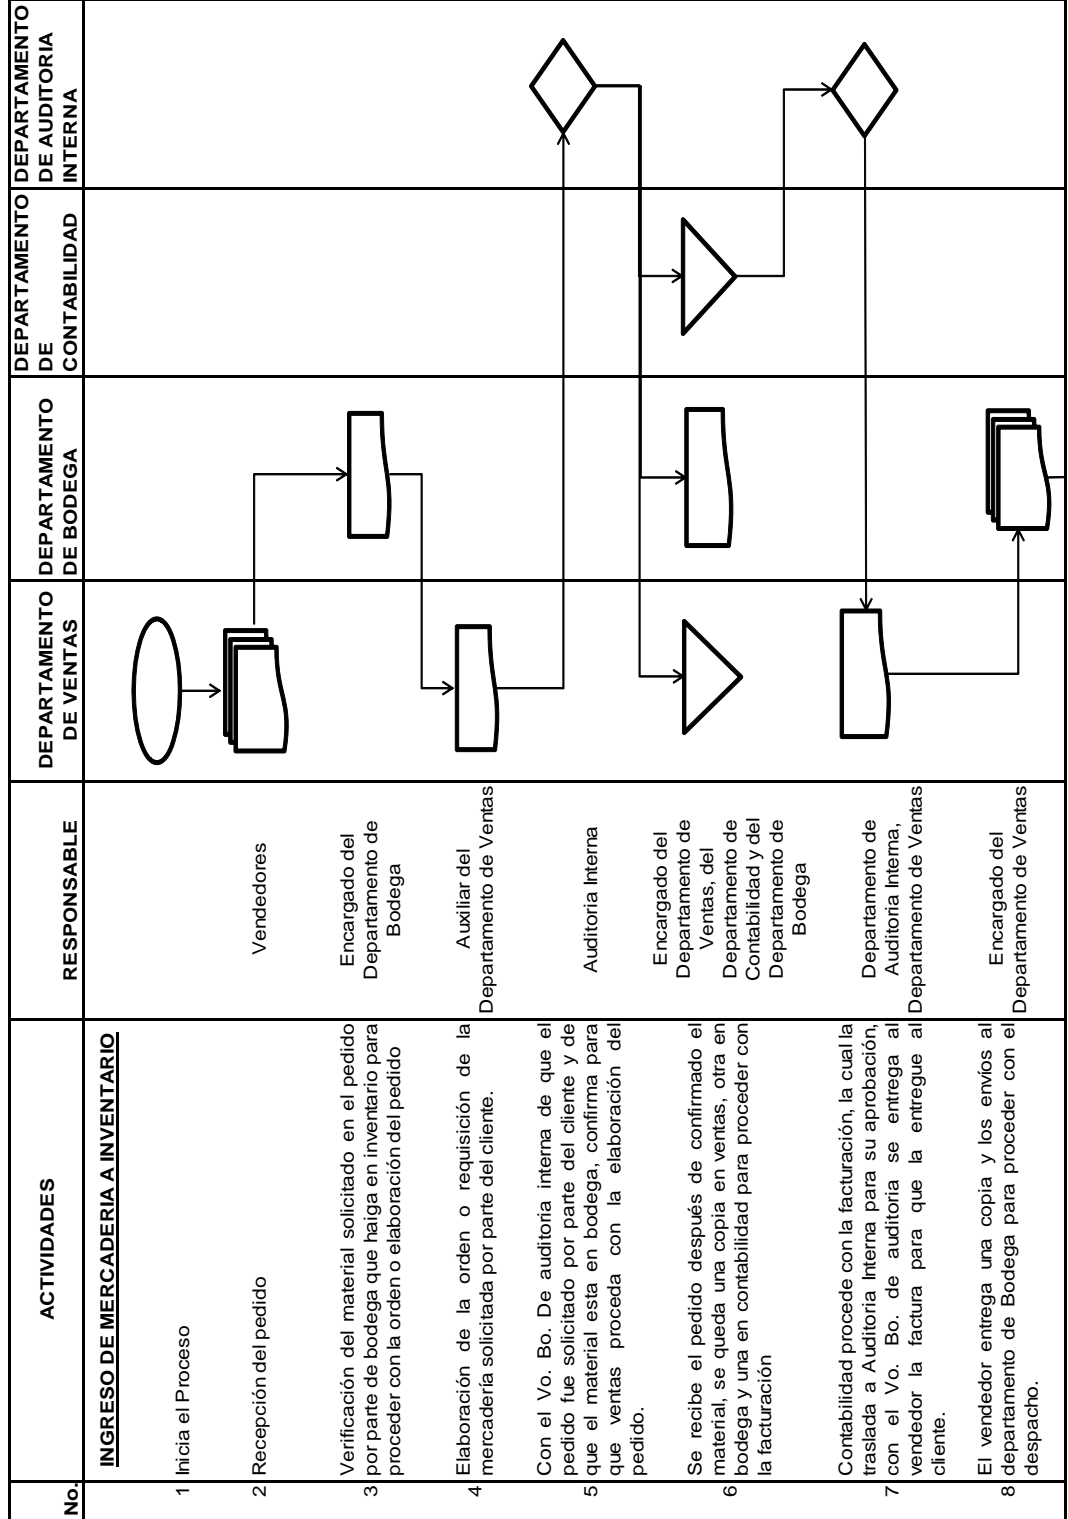 No.
ACTIVIDADES
RESPONSABLE
DEPARTAMENTO
DE VENTAS
DEPARTAMENTO
DE BODEGA
DEPARTAMENTO
DE
CONTABILIDAD
DEPARTAMENTO
DE AUDITORIA
INTERNA
INGRESO DE MERCADERIA A INVENTARIO
1
Inicia el Proceso
2
Recepción del pedido
Vendedores
3
Verificación del material solicitado en el pedido
por parte de bodega que haiga en inventario para
proceder con la orden o elaboración del pedido
Encargado del
Departamento de
Bodega
4
Elaboración de la orden o requisición de la
mercadería solicitada por parte del cliente.
Auxiliar del
Departamento de Ventas
5
Con el Vo. Bo. De auditoria interna de que el
pedido fue solicitado por parte del cliente y de
que el material esta en bodega, confirma para
que ventas proceda con la elaboración del
pedido.
Auditoria Interna
6
Se recibe el pedido después de confirmado el
material, se queda una copia en ventas, otra en
bodega y una en contabilidad para proceder con
la facturación
Encargado del
Departamento de
Ventas, del
Departamento de
Contabilidad y del
Departamento de
Bodega
7
Contabilidad procede con la facturación, la cual la
traslada a Auditoria Interna para su aprobación,
con el Vo. Bo. de auditoria se entrega al
vendedor la factura para que la entregue al
cliente.
Departamento de
Auditoria Interna,
Departamento de Ventas
8
El vendedor entrega una copia y los envíos al
departamento de Bodega para proceder con el
despacho.
Encargado del
Departamento de Ventas